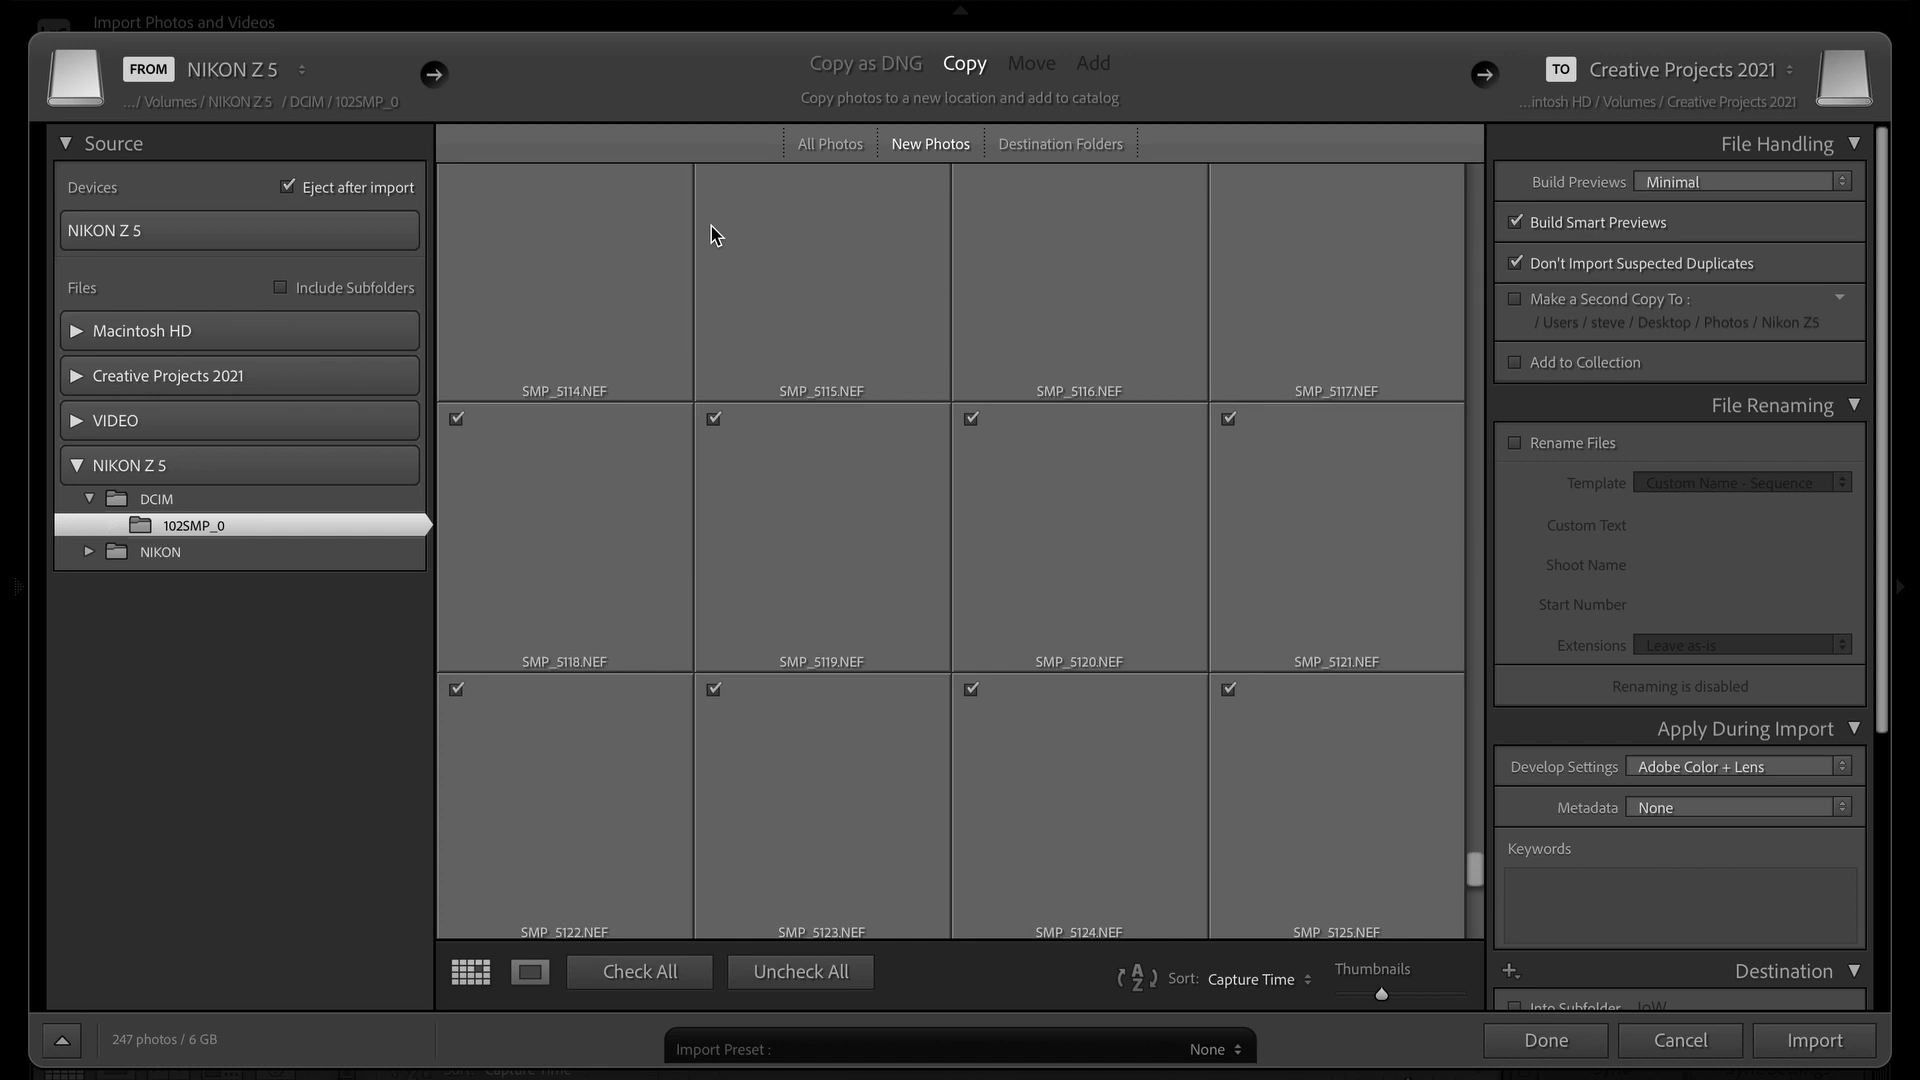 Import Photos and Videos
FROM NIKON Z 5
.../ Volumes / NIKON Z 5 / DCIM / 102SMP_0
Copy as DNG Copy Move Add
Copy photos to a new location and add to catalog
TO Creative Projects 2021
...intosh HD / Volumes / Creative Projects 2021
Source
Devices Eject after import
NIKON Z 5
Files Include Subfolders
Macintosh HD
Creative Projects 2021
VIDEO
NIKON Z 5
DCIM
102SMP_0
NIKON
All Photos New Photos Destination Folders
SMP_5114.NEF SMP_5115.NEF SMP_5116.NEF SMP_5117.NEF
SMP_5118.NEF SMP_5119.NEF SMP_5120.NEF SMP_5121.NEF
SMP_5122.NEF SMP_5123.NEF SMP_5124.NEF SMP_5125.NEF
Check All Uncheck All
AZ Sort: Capture Time Thumbnails
File Handling
Build Previews Minimal
Build Smart Previews
Don't Import Suspected Duplicates
Make a Second Copy To :
/ Users / steve / Desktop / Photos / Nikon Z5
Add to Collection
File Renaming
Rename Files
Template Custom Name - Sequence
Custom Text
Shoot Name
Start Number
Extensions Leave as-is
Renaming is disabled
Apply During Import
Develop Settings Adobe Color + Lens
Metadata None
Keywords
Destination
Into Subfolder
247 photos / 6 GB
Import Preset : None
Done Cancel Import
Sort: Capture Time